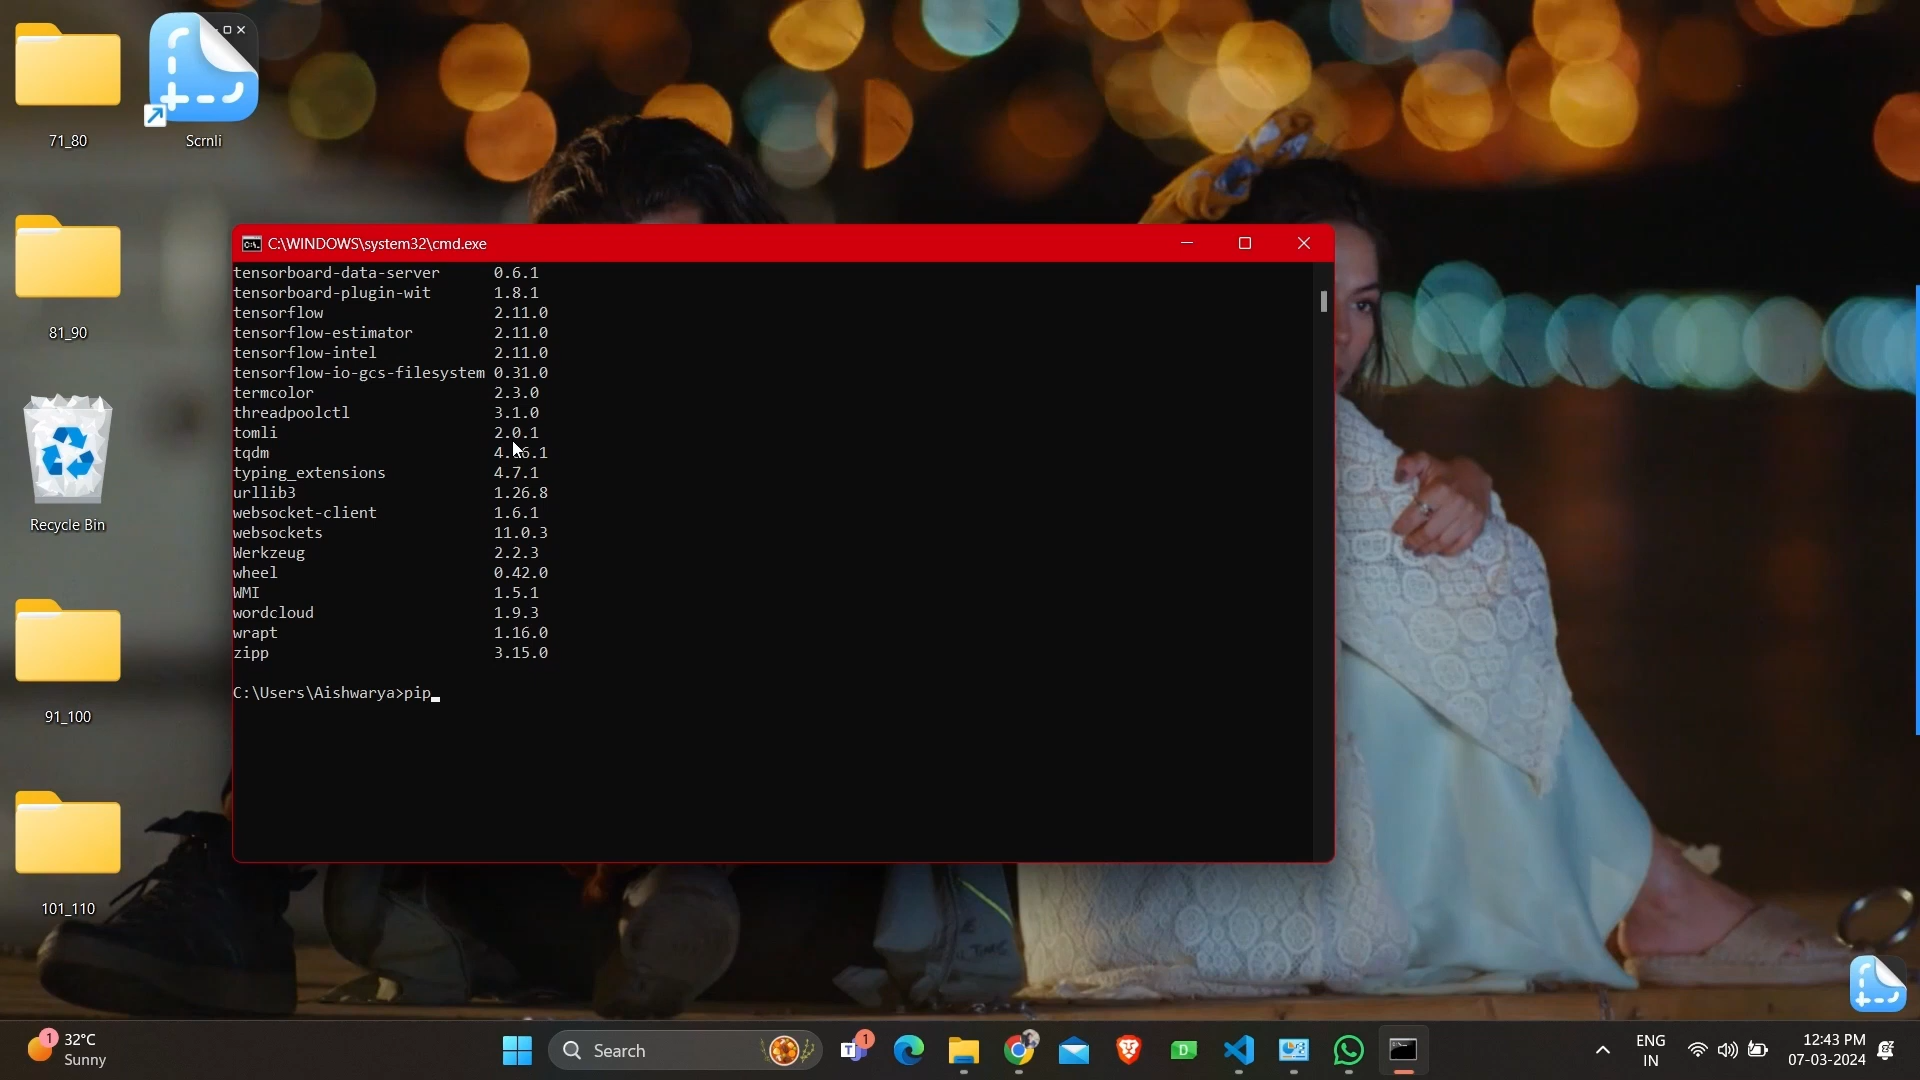 71_80
Scrnli
81_90
Recycle Bin
91_100
101_110
C:\WINDOWS\system32\cmd.exe
tensorboard-data-server 0.6.1
tensorboard-plugin-wit 1.8.1
tensorflow 2.11.0
tensorflow-estimator 2.11.0
tensorflow-intel 2.11.0
tensorflow-io-gcs-filesystem 0.31.0
termcolor 2.3.0
threadpoolctl 3.1.0
tomli 2.0.1
tqdm
typing_extensions 4.7.1
urllib3 1.26.8
websocket-client 1.6.1
websockets 11.0.3
Werkzeug 2.2.3
wheel 0.42.0
WMI 1.5.1
wordcloud 1.9.3
wrapt 1.16.0
zipp 3.15.0
C:\Users\Aishwarya>pip
1
32°C
Sunny
Search
1
ENG
IN
12:43 PM
07-03-2024